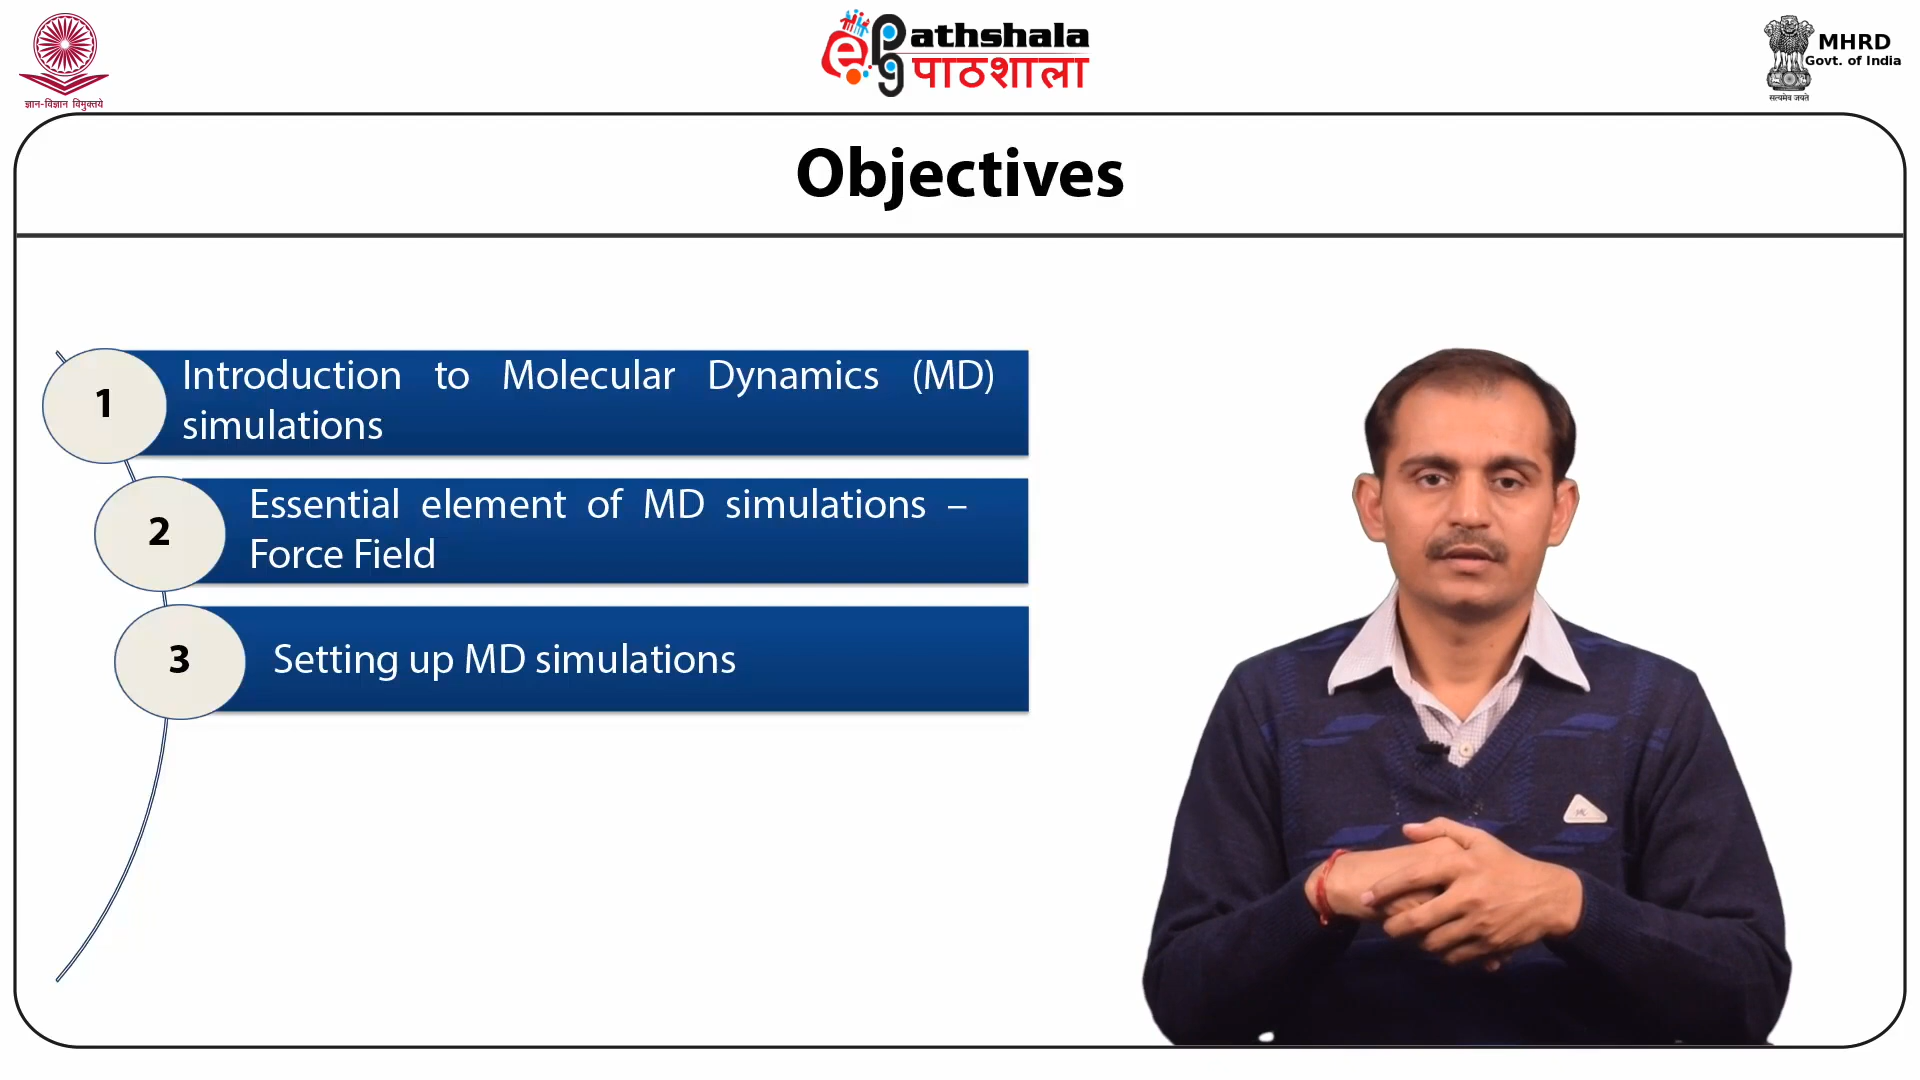 ज्ञान-विज्ञान विमुक्तये
e Pathshala
पाठशाला
MHRD
Govt. of India
सत्यमेव जयते
Objectives
1
Introduction to Molecular Dynamics (MD)
simulations
2
Essential element of MD simulations –
Force Field
3
Setting up MD simulations